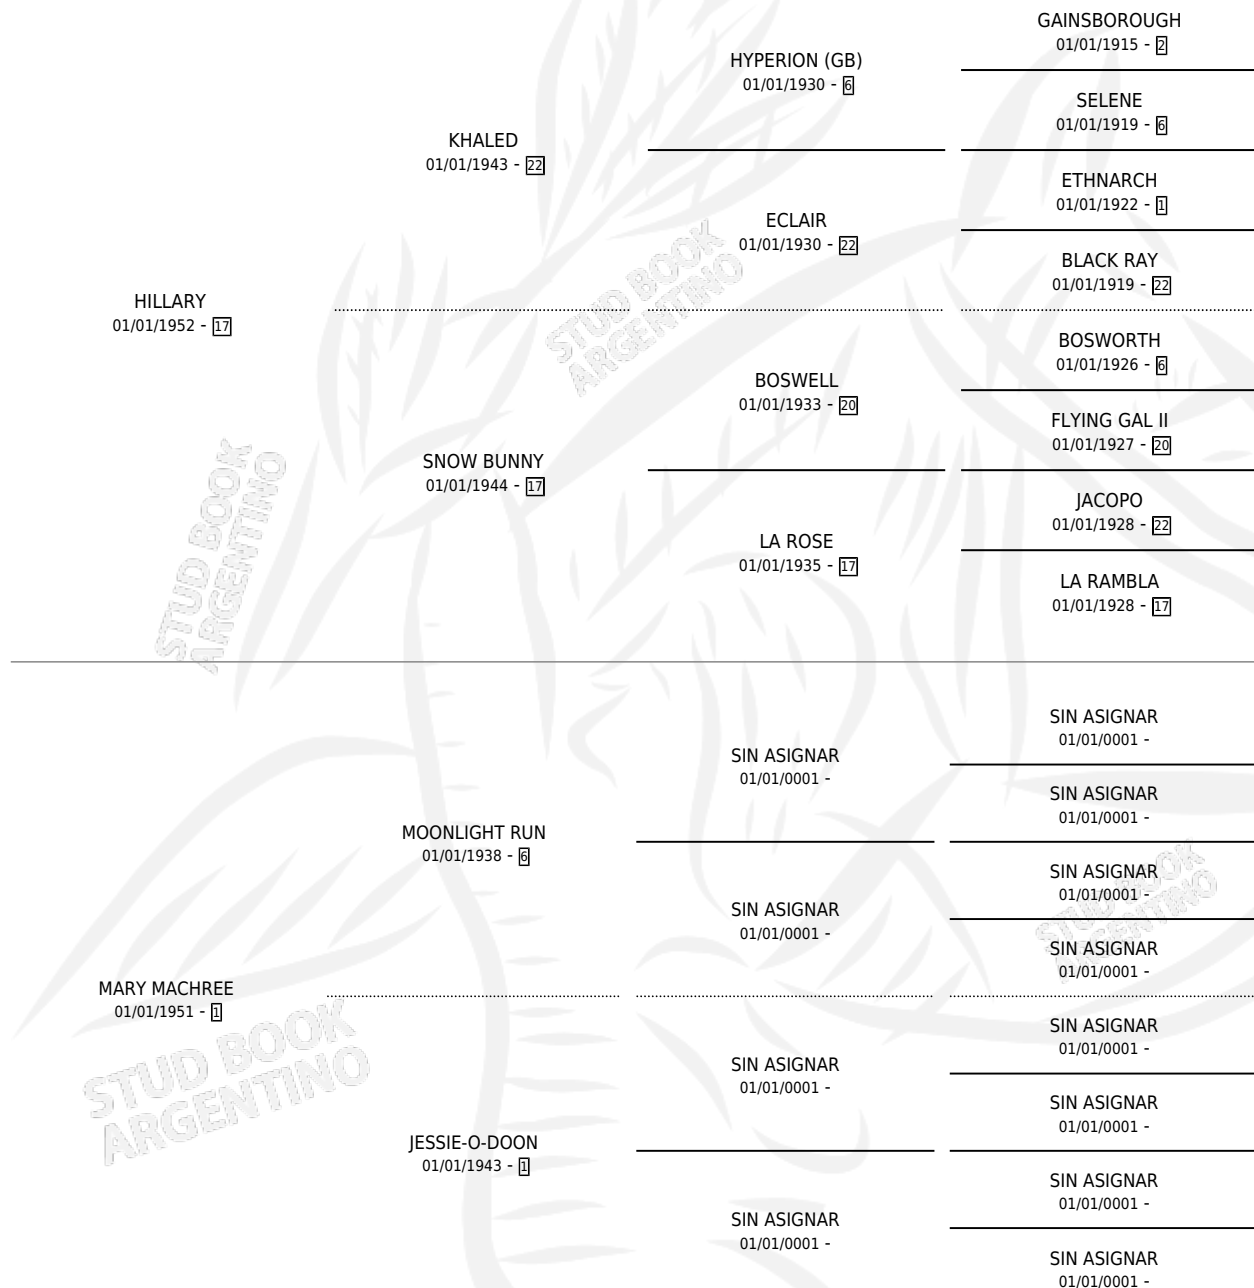 GAINSBOROUGH
01/01/1915 - 2
HYPERION (GB)
01/01/1930 - 6
SELENE
01/01/1919 - 6
KHALED
01/01/1943 - 22
ETHNARCH
01/01/1922 - 1
ECLAIR
01/01/1930 - 22
BLACK RAY
01/01/1919 - 22
HILLARY
01/01/1952 - 17
BOSWORTH
01/01/1926 - 6
BOSWELL
01/01/1933 - 20
FLYING GAL II
01/01/1927 - 20
SNOW BUNNY
01/01/1944 - 17
JACOPO
01/01/1928 - 22
LA ROSE
01/01/1935 - 17
LA RAMBLA
01/01/1928 - 17
SIN ASIGNAR
01/01/0001 -
SIN ASIGNAR
01/01/0001 -
SIN ASIGNAR
01/01/0001 -
MOONLIGHT RUN
01/01/1938 - 6
SIN ASIGNAR
01/01/0001 -
SIN ASIGNAR
01/01/0001 -
SIN ASIGNAR
01/01/0001 -
MARY MACHREE
01/01/1951 - 1
SIN ASIGNAR
01/01/0001 -
SIN ASIGNAR
01/01/0001 -
SIN ASIGNAR
01/01/0001 -
JESSIE-O-DOON
01/01/1943 - 1
SIN ASIGNAR
01/01/0001 -
SIN ASIGNAR
01/01/0001 -
SIN ASIGNAR
01/01/0001 -
STUD BOOK
ARGENTINO
STUD BOOK
ARGENTINO
STUD BOOK
ARGENTINO
STUD BOOK
ARGENTINO